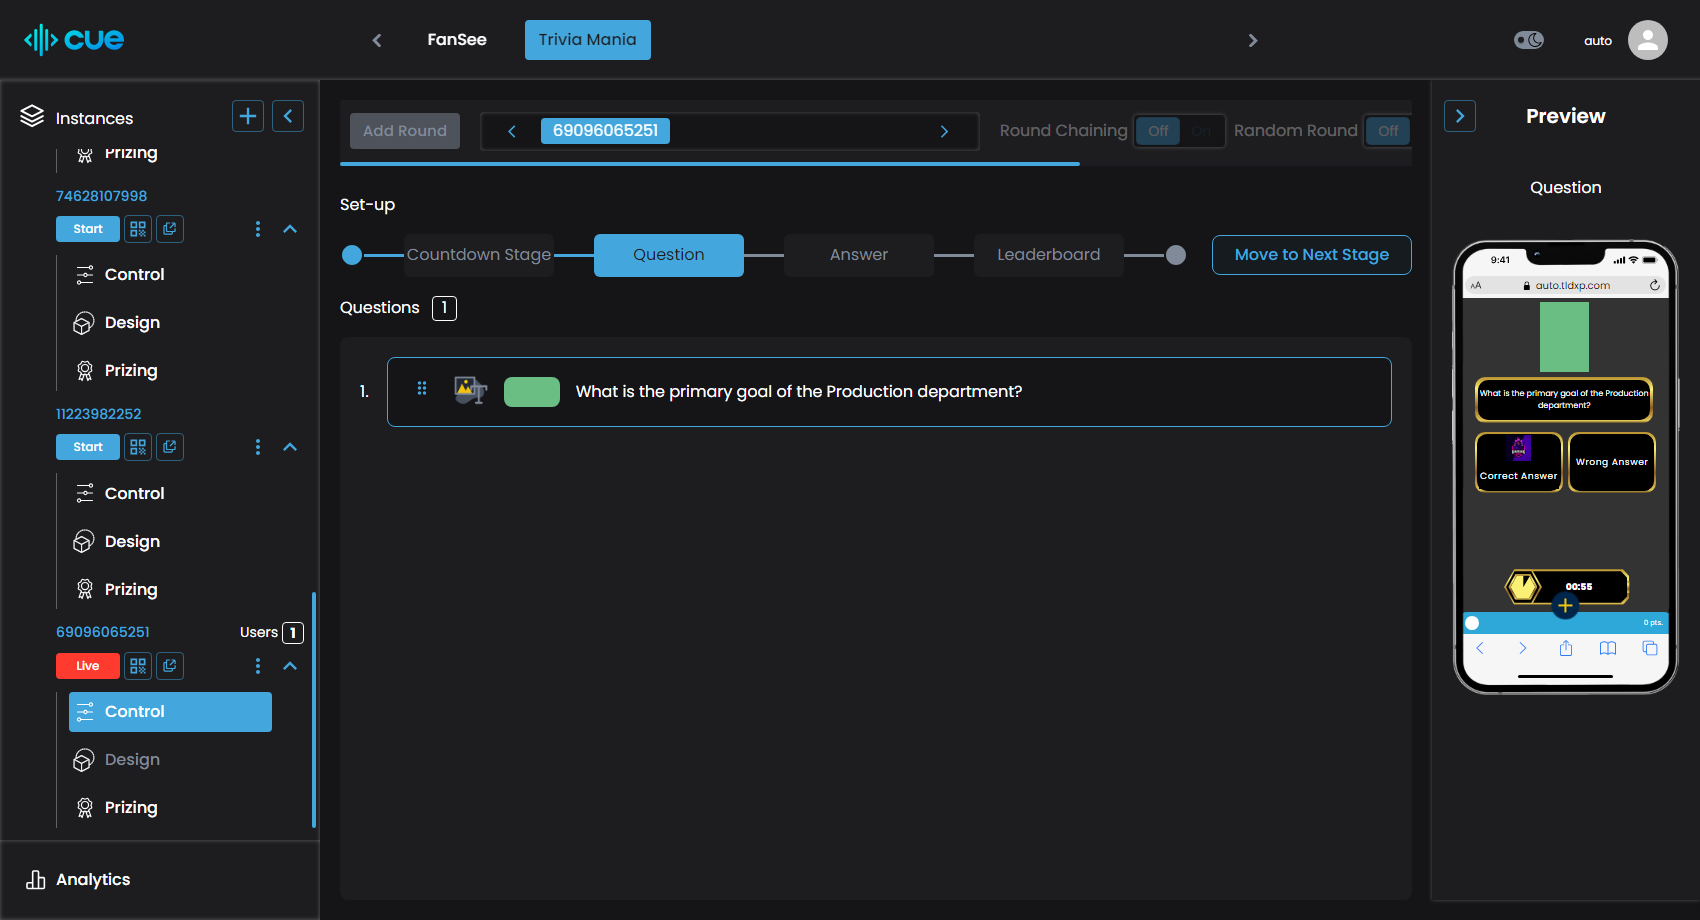 cue
FanSee
Trivia Mania
auto
Instances
Prizing
74628107998
Start
Control
Design
Prizing
11223982252
Start
Control
Design
Prizing
69096065251
Users 1
Live
Control
Design
Prizing
Analytics
Add Round
69096065251
Round Chaining
Off
On
Random Round
Off
Set-up
Countdown Stage
Question
Answer
Leaderboard
Move to Next Stage
Questions 1
1.
What is the primary goal of the Production department?
Preview
Question
9:41
AA
auto.tldxp.com
What is the primary goal of the Production
department?
Correct Answer
Wrong Answer
00:55
0 pts.